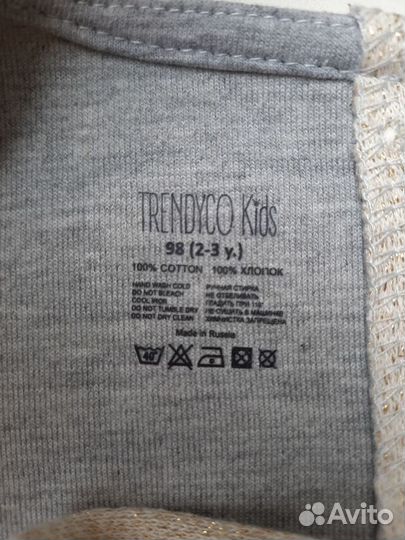 TRENDYCO Kids
98 (2-3 y.)
100% COTTON 100% ХЛОПОК
HAND WASH COLD РУЧНАЯ СТИРКА
DO NOT BLEACH НЕ ОТБЕЛИВАТЬ
COOL IRON ГЛАДИТЬ ПРИ 110°
DO NOT TUMBLE DRY НЕ СУШИТЬ В МАШИНЕ
DO NOT DRY CLEAN ХИМЧИСТКА ЗАПРЕЩЕНА
Made in Russia
40°
Avito